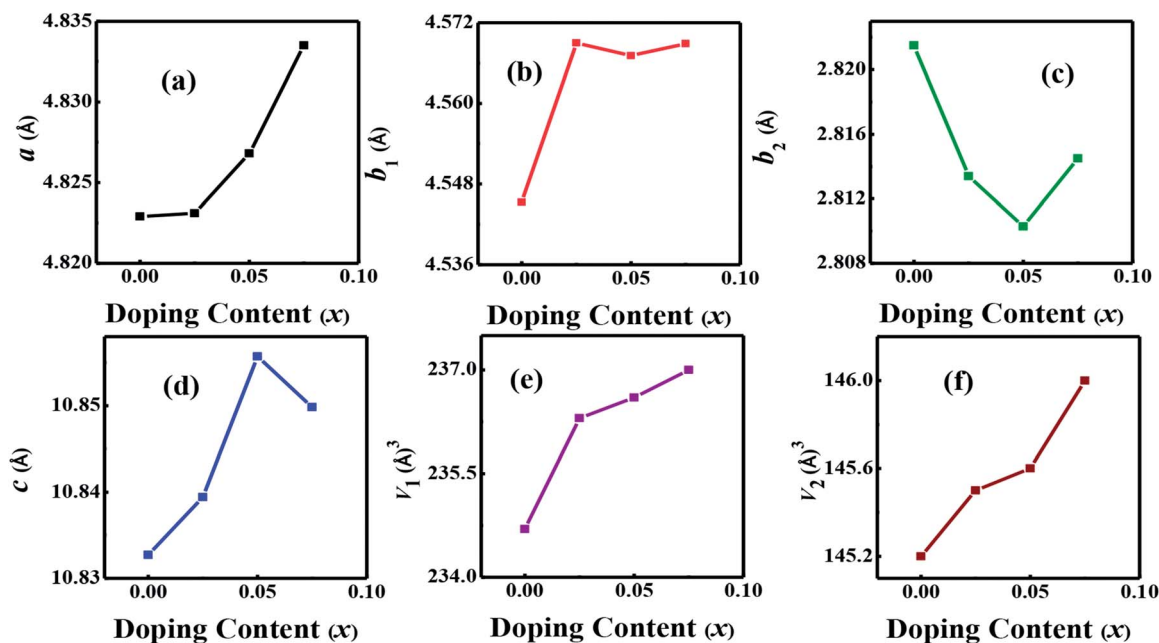 4.835
4.830
4.825
4.820
a (Å)
(a)
0.00 0.05 0.10
Doping Content (x)
4.572
4.560
4.548
4.536
b1 (Å)
(b)
0.00 0.05 0.10
Doping Content (x)
2.820
2.816
2.812
2.808
b2 (Å)
(c)
0.00 0.05 0.10
Doping Content (x)
10.85
10.84
10.83
c (Å)
(d)
0.00 0.05 0.10
Doping Content (x)
237.0
235.5
234.0
V1 (Å)3
(e)
0.00 0.05 0.10
Doping Content (x)
146.0
145.6
145.2
V2 (Å)3
(f)
0.00 0.05 0.10
Doping Content (x)